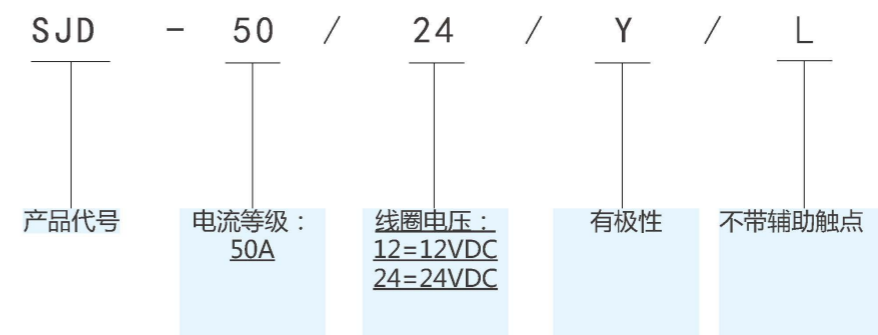 SJD - 50 / 24 / Y / L
产品代号
电流等级：
50A
线圈电压：
12=12VDC
24=24VDC
有极性
不带辅助触点